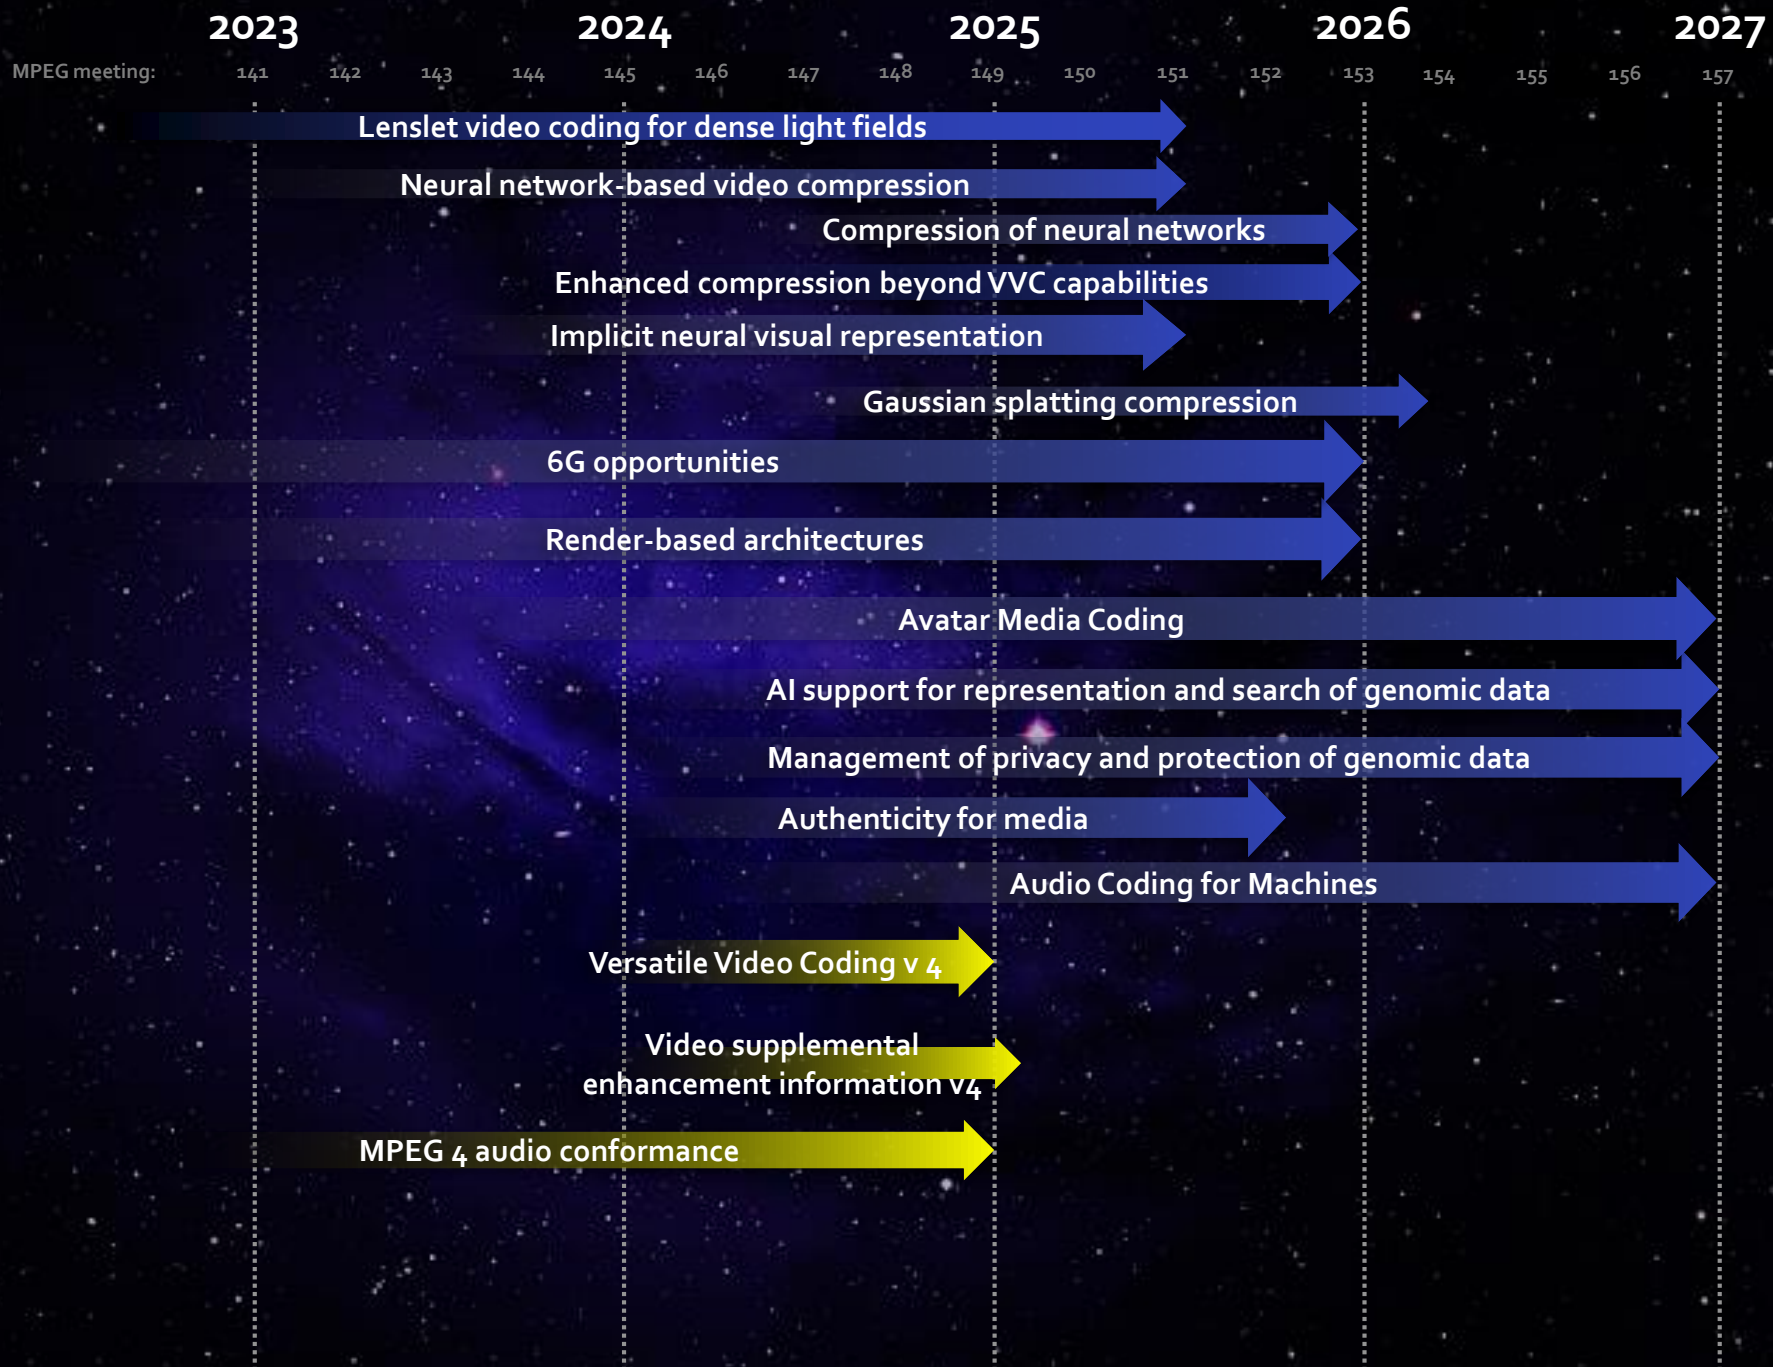 2023 2024 2025 2026 2027
MPEG meeting: 141 142 143 144 145 146 147 148 149 150 151 152 153 154 155 156 157
Lenslet video coding for dense light fields
Neural network-based video compression
Compression of neural networks
Enhanced compression beyond VVC capabilities
Implicit neural visual representation
Gaussian splatting compression
6G opportunities
Render-based architectures
Avatar Media Coding
AI support for representation and search of genomic data
Management of privacy and protection of genomic data
Authenticity for media
Audio Coding for Machines
Versatile Video Coding v 4
Video supplemental
enhancement information v4
MPEG 4 audio conformance